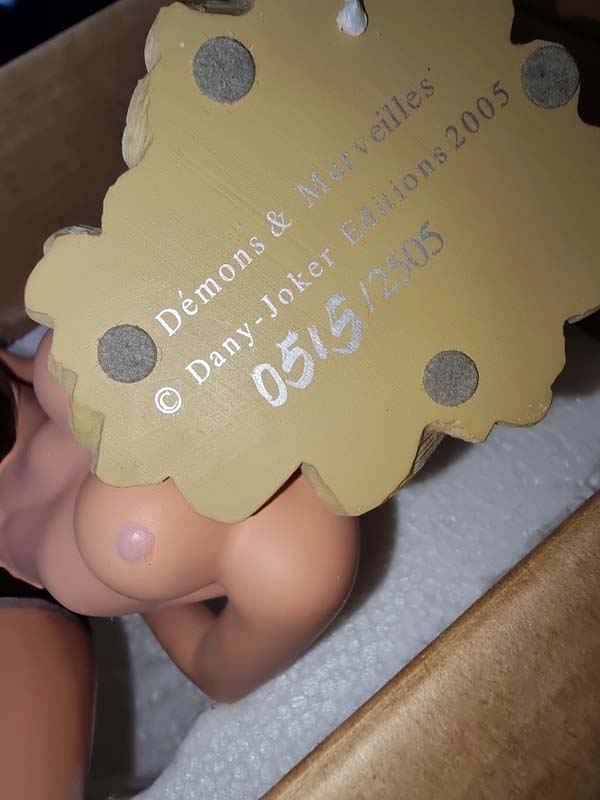 Démons & Merveilles
© Dany-Joker Editions 2005
0515/2505